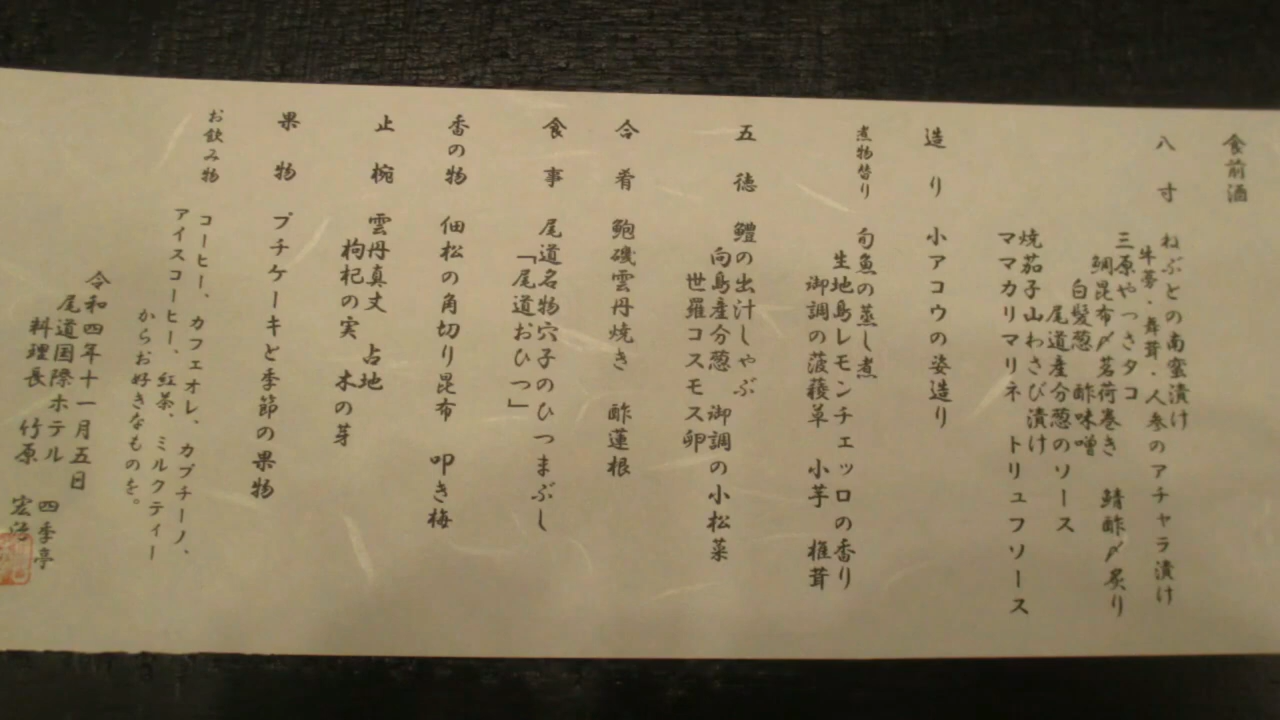 食前酒
八寸 ねぶとの南蛮漬け
牛蒡・舞茸・人参のアチャラ漬け
三原やっさタコ
鯛昆布〆茗荷巻き 鯖酢〆炙り
白髪葱 酢味噌
尾道産分葱のソース
焼茄子山わさび漬け
ママカリマリネ トリュフソース
造り 小アコウの姿造り
煮物替り 旬魚の蒸し煮
生地島レモンチェッロの香り
御調の菠薐草 小芋 椎茸
五徳 鱧の出汁しゃぶ
向島産分葱 御調の小松菜
世羅コスモス卵
合肴 鮑磯雲丹焼き 酢蓮根
食事 尾道名物穴子のひつまぶし
「尾道おひつ」
香の物 佃松の角切り昆布 叩き梅
止椀 雲丹真丈 占地
枸杞の実 木の芽
果物 プチケーキと季節の果物
お飲み物 コーヒー、カフェオレ、カプチーノ、
アイスコーヒー、紅茶、ミルクティー
からお好きなものを。
令和四年十一月五日
尾道国際ホテル 四季亭
料理長 竹原 宏治